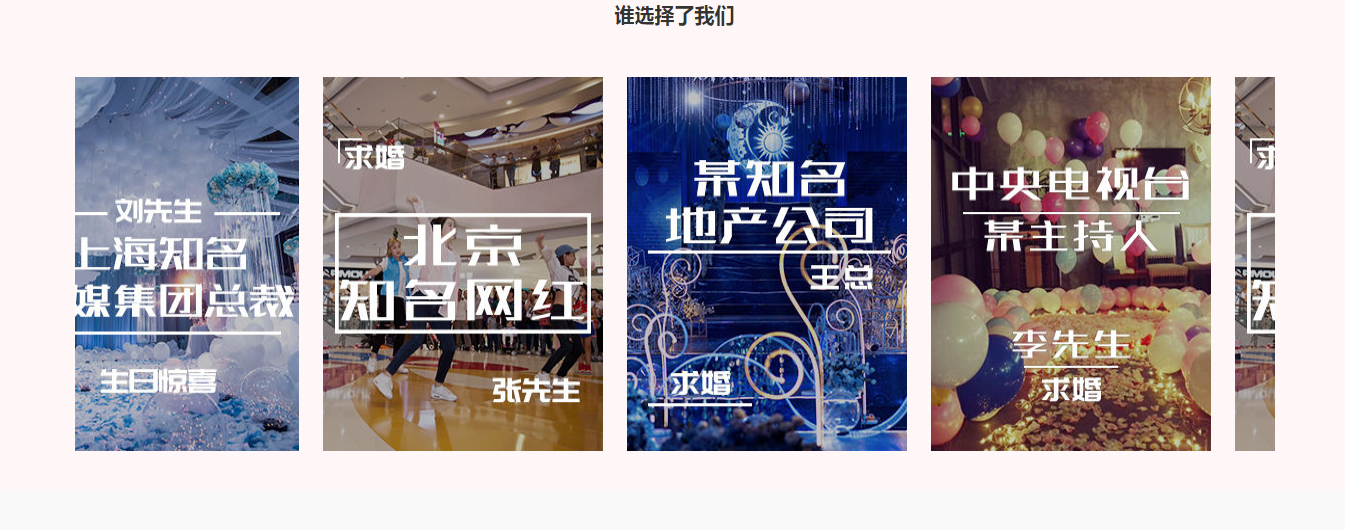 谁选择了我们
刘先生
上海知名
媒集团总裁
生日惊喜
求婚
北京
知名网红
张先生
某知名
地产公司
王总
求婚
中央电视台
某主持人
李先生
求婚
求
知